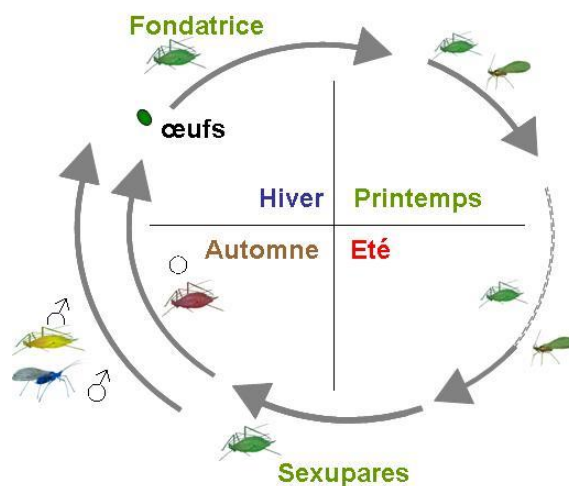 Fondatrice
œufs
Hiver
Printemps
Automne
Eté
♂
♂
Sexupares